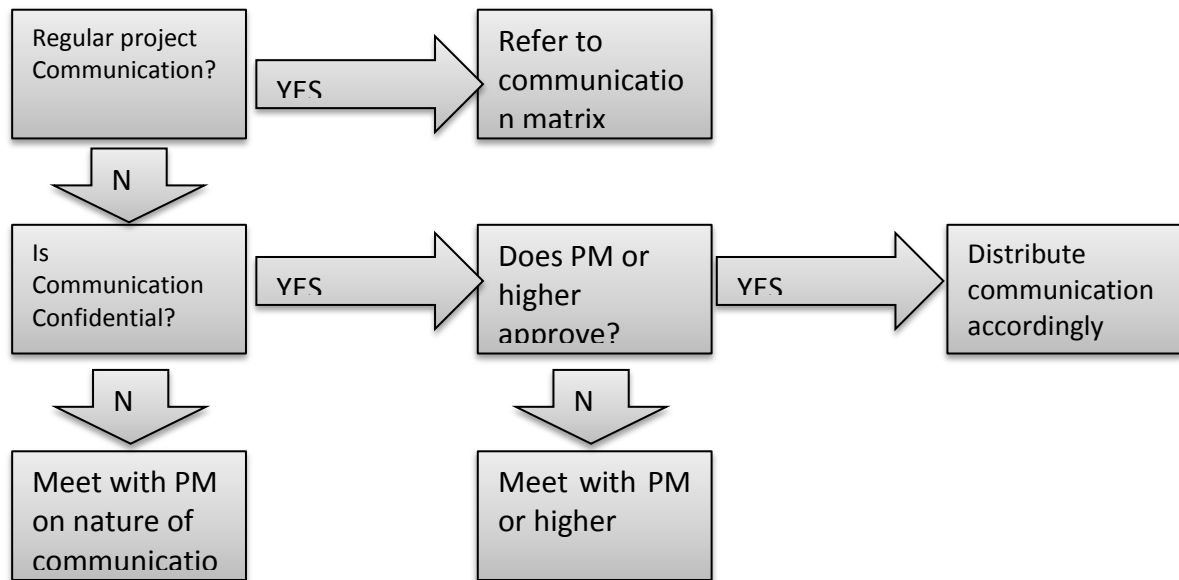 Regular project
Communication?
YES
Refer to
communicatio
n matrix
N
Is
Communication
Confidential?
YES
Does PM or
higher
approve?
YES
Distribute
communication
accordingly
N
Meet with PM
on nature of
communicatio
N
Meet with PM
or higher